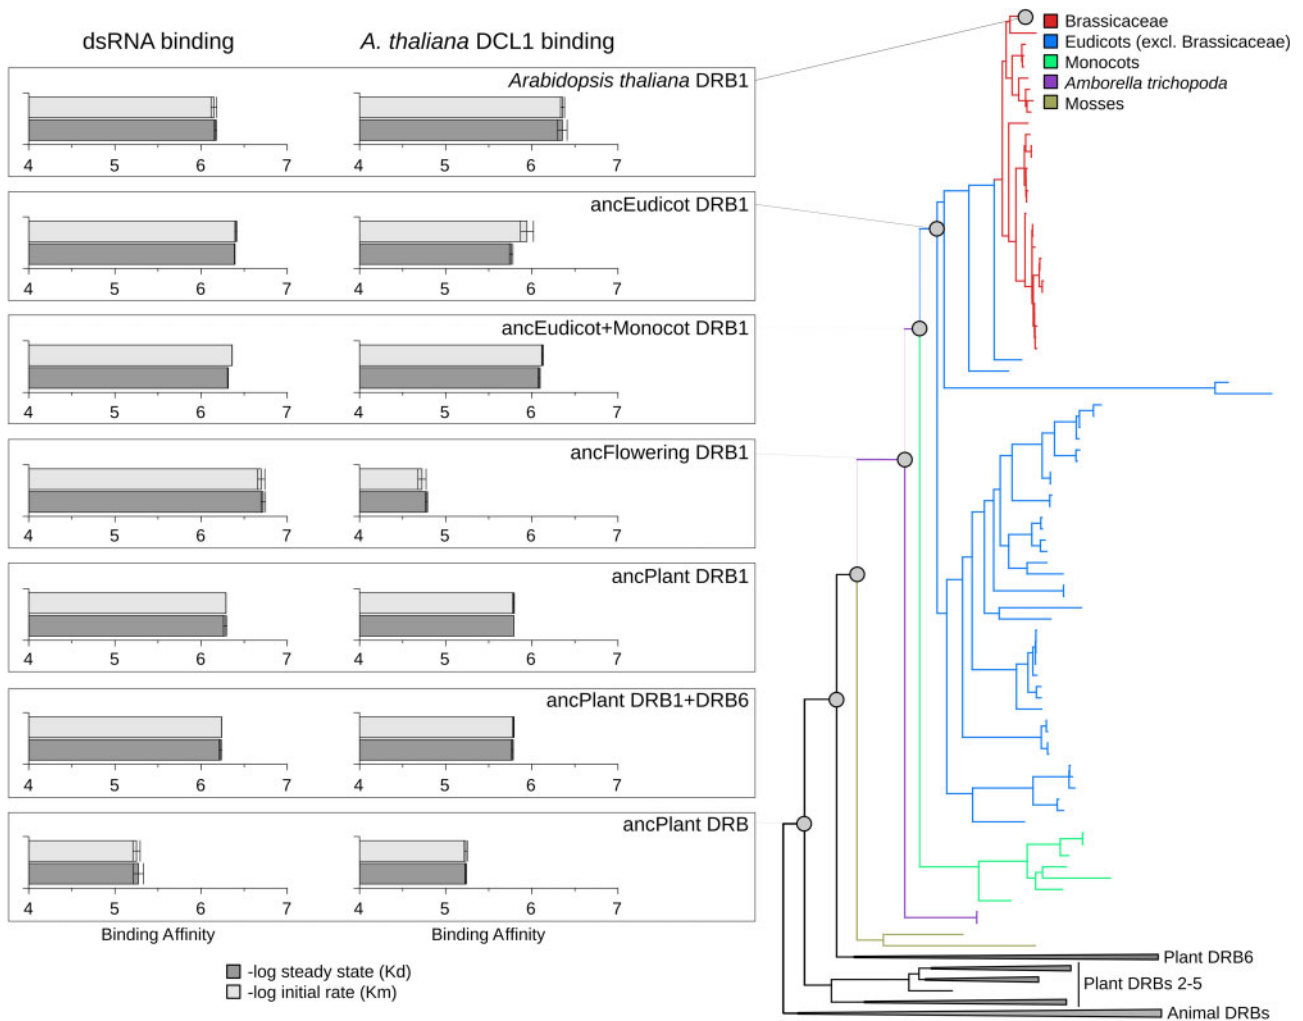 dsRNA binding
A. thaliana DCL1 binding
Brassicaceae
Eudicots (excl. Brassicaceae)
Monocots
Amborella trichopoda
Mosses
Arabidopsis thaliana DRB1
4 5 6 7
4 5 6 7
ancEudicot DRB1
4 5 6 7
4 5 6 7
ancEudicot+Monocot DRB1
4 5 6 7
4 5 6 7
ancFlowering DRB1
4 5 6 7
4 5 6 7
ancPlant DRB1
4 5 6 7
4 5 6 7
ancPlant DRB1+DRB6
4 5 6 7
4 5 6 7
ancPlant DRB
4 5 6 7
4 5 6 7
Binding Affinity
Binding Affinity
-log steady state (Kd)
-log initial rate (Km)
Plant DRB6
Plant DRBs 2-5
Animal DRBs